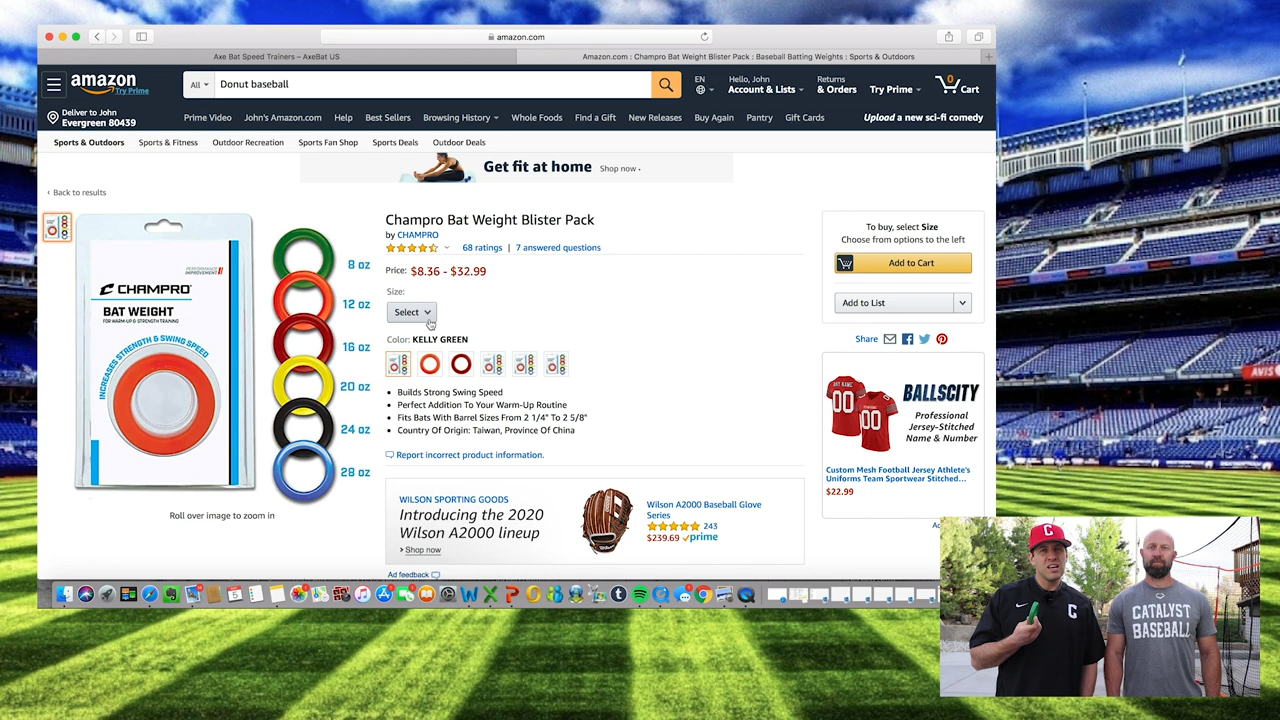 amazon.com
Axe Bat Speed Trainers – AxeBat US
Amazon.com : Champro Bat Weight Blister Pack : Baseball Batting Weights : Sports & Outdoors
amazon
Try Prime
All
Donut baseball
EN
Hello, John
Account & Lists
Returns
& Orders
Try Prime
0
Cart
Deliver to John
Evergreen 80439
Prime Video
John's Amazon.com
Help
Best Sellers
Browsing History
Whole Foods
Find a Gift
New Releases
Buy Again
Pantry
Gift Cards
Upload a new sci-fi comedy
Sports & Outdoors
Sports & Fitness
Outdoor Recreation
Sports Fan Shop
Sports Deals
Outdoor Deals
Get fit at home
Shop now ›
‹ Back to results
PERFORMANCE
IMPROVEMENT
CHAMPRO
BAT WEIGHT
FOR WARM-UP & STRENGTH TRAINING
INCREASES STRENGTH & SWING SPEED
8 oz
12 oz
16 oz
20 oz
24 oz
28 oz
Roll over image to zoom in
Champro Bat Weight Blister Pack
by CHAMPRO
68 ratings | 7 answered questions
Price: $8.36 - $32.99
Size:
Select
Color: KELLY GREEN
• Builds Strong Swing Speed
• Perfect Addition To Your Warm-Up Routine
• Fits Bats With Barrel Sizes From 2 1/4" To 2 5/8"
• Country Of Origin: Taiwan, Province Of China
Report incorrect product information.
WILSON SPORTING GOODS
Introducing the 2020
Wilson A2000 lineup
› Shop now
Wilson A2000 Baseball Glove
Series
243
$239.69 prime
Ad feedback
To buy, select Size
Choose from options to the left
Add to Cart
Add to List
Share
BALLSCITY
Professional
Jersey-Stitched
Name & Number
Custom Mesh Football Jersey Athlete's
Uniforms Team Sportwear Stitched...
$22.99
AVIS
C
C
CATALYST
BASEBALL